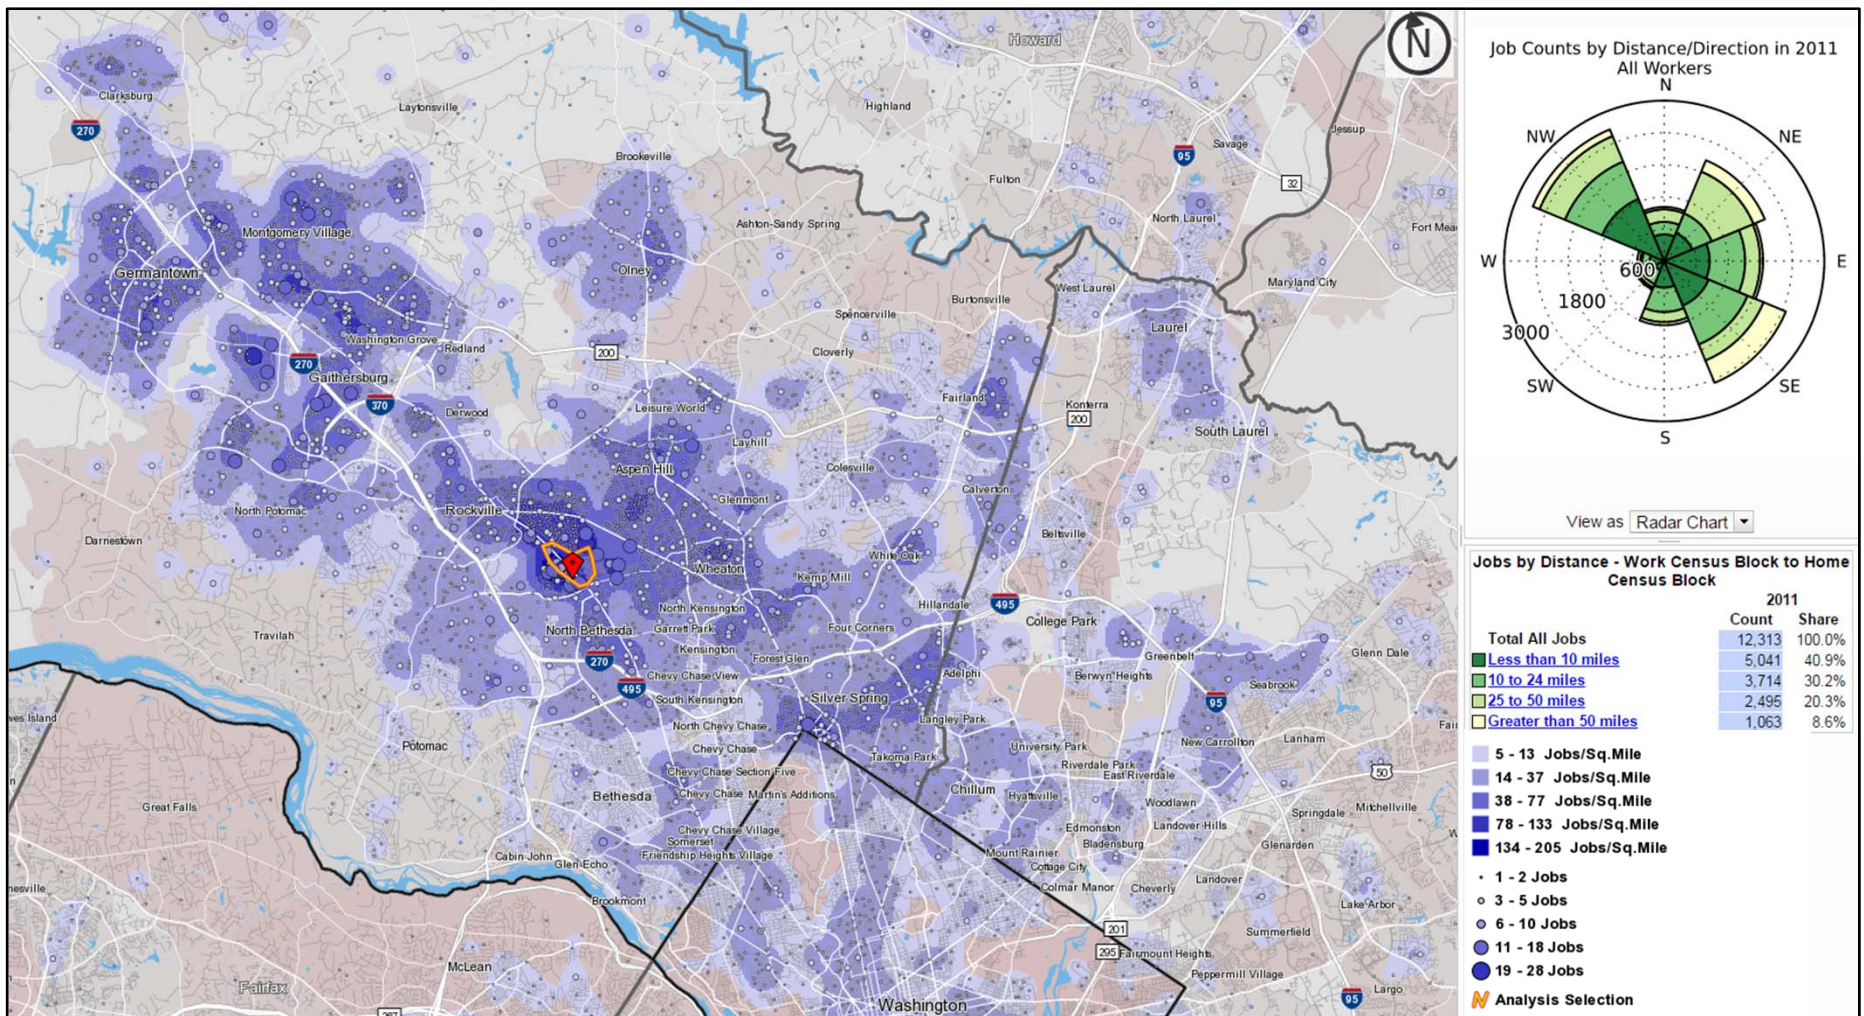 Howard
N
Clarksburg
270
Laytonsville
Highland
Jessup
95
Savage
Brookeville
Fulton
32
North Laurel
Ashton-Sandy Spring
Montgomery Village
Fort Mea
Germantown
Olney
Maryland City
West Laurel
Burtonsville
Spencerville
Laurel
Washington Grove
Redland
200
Cloverly
270
Gaithersburg
370
Derwood
Leisure World
Fairland
Konterra
200
South Laurel
Layhill
Aspen Hill
Colesville
Calverton
Glenmont
North Potomac
Rockville
Darnestown
Beltsville
White Oak
Wheaton
Kemp Mill
North Kensington
Hillandale
495
College Park
Travilah
North Bethesda
Garrett Park
Four Corners
Kensington
Forest Glen
Greenbelt
Glenn Dale
270
Chevy Chase View
Adelphi
Berwyn Heights
Seabrook
495
South Kensington
Silver Spring
95
Langley Park
North Chevy Chase
wes Island
Potomac
Chevy Chase
Takoma Park
University Park
New Carrollton
Lanham
Riverdale Park
East Riverdale
50
Chevy Chase Section Five
Bethesda
Chevy Chase
Martin's Additions
Chillum
Hyattsville
Woodlawn
Great Falls
Springdale
Mitchellville
Chevy Chase Village
Edmonston
Landover Hills
Somerset
Bladensburg
Glenarden
Cabin John
Glen Echo
Friendship Heights Village
Mount Rainier
Cottage City
Colmar Manor
Cheverly
Landover
nesville
Brookmont
Lake Arbor
201
Summerfield
295
Fairmount Heights
McLean
Peppermill Village
Fairfax
Washington
95
Largo
267
Job Counts by Distance/Direction in 2011
All Workers
N
NW
NE
W
E
600
1800
3000
SW
SE
S
View as Radar Chart
Jobs by Distance - Work Census Block to Home
Census Block
2011
Count Share
Total All Jobs 12,313 100.0%
Less than 10 miles 5,041 40.9%
10 to 24 miles 3,714 30.2%
25 to 50 miles 2,495 20.3%
Greater than 50 miles 1,063 8.6%
5 - 13 Jobs/Sq.Mile
14 - 37 Jobs/Sq.Mile
38 - 77 Jobs/Sq.Mile
78 - 133 Jobs/Sq.Mile
134 - 205 Jobs/Sq.Mile
1 - 2 Jobs
3 - 5 Jobs
6 - 10 Jobs
11 - 18 Jobs
19 - 28 Jobs
Analysis Selection